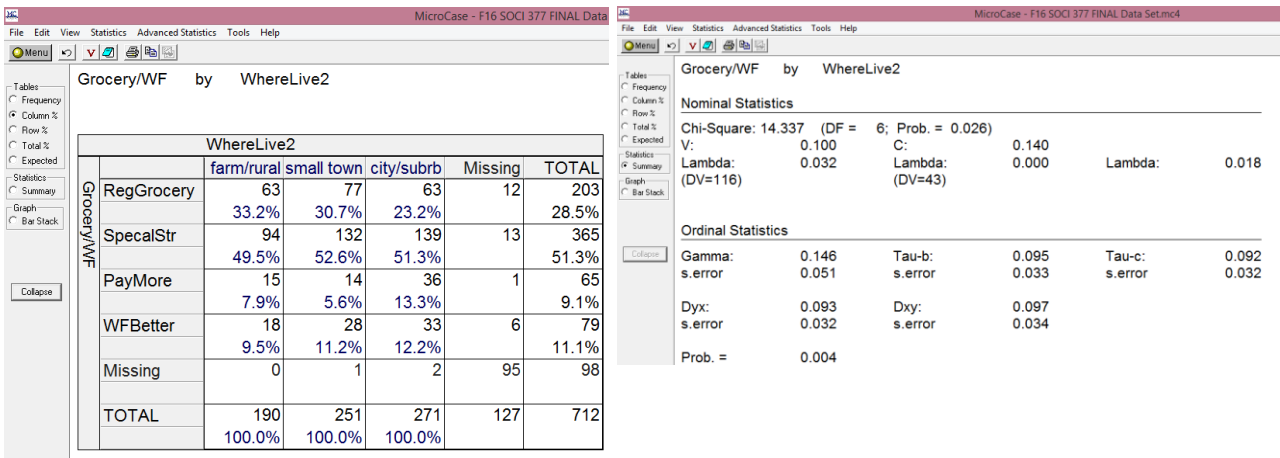 MicroCase - F16 SOCI 377 FINAL Data
File Edit View Statistics Advanced Statistics Tools Help
Menu
Tables
Frequency
Column %
Row %
Total %
Expected
Statistics
Summary
Graph
Bar Stack
Collapse
Grocery/WF by WhereLive2
WhereLive2
farm/rural small town city/subrb Missing TOTAL
Grocery/WF
RegGrocery 63 77 63 12 203
33.2% 30.7% 23.2% 28.5%
SpecalStr 94 132 139 13 365
49.5% 52.6% 51.3% 51.3%
PayMore 15 14 36 1 65
7.9% 5.6% 13.3% 9.1%
WFBetter 18 28 33 6 79
9.5% 11.2% 12.2% 11.1%
Missing 0 1 2 95 98
TOTAL 190 251 271 127 712
100.0% 100.0% 100.0%
MicroCase - F16 SOCI 377 FINAL Data Set.mc4
File Edit View Statistics Advanced Statistics Tools Help
Menu
Tables
Frequency
Column %
Row %
Total %
Expected
Statistics
Summary
Graph
Bar Stack
Collapse
Grocery/WF by WhereLive2
Nominal Statistics
Chi-Square: 14.337 (DF = 6; Prob. = 0.026)
V: 0.100 C: 0.140
Lambda: 0.032 Lambda: 0.000 Lambda: 0.018
(DV=116) (DV=43)
Ordinal Statistics
Gamma: 0.146 Tau-b: 0.095 Tau-c: 0.092
s.error 0.051 s.error 0.033 s.error 0.032
Dyx: 0.093 Dxy: 0.097
s.error 0.032 s.error 0.034
Prob. = 0.004